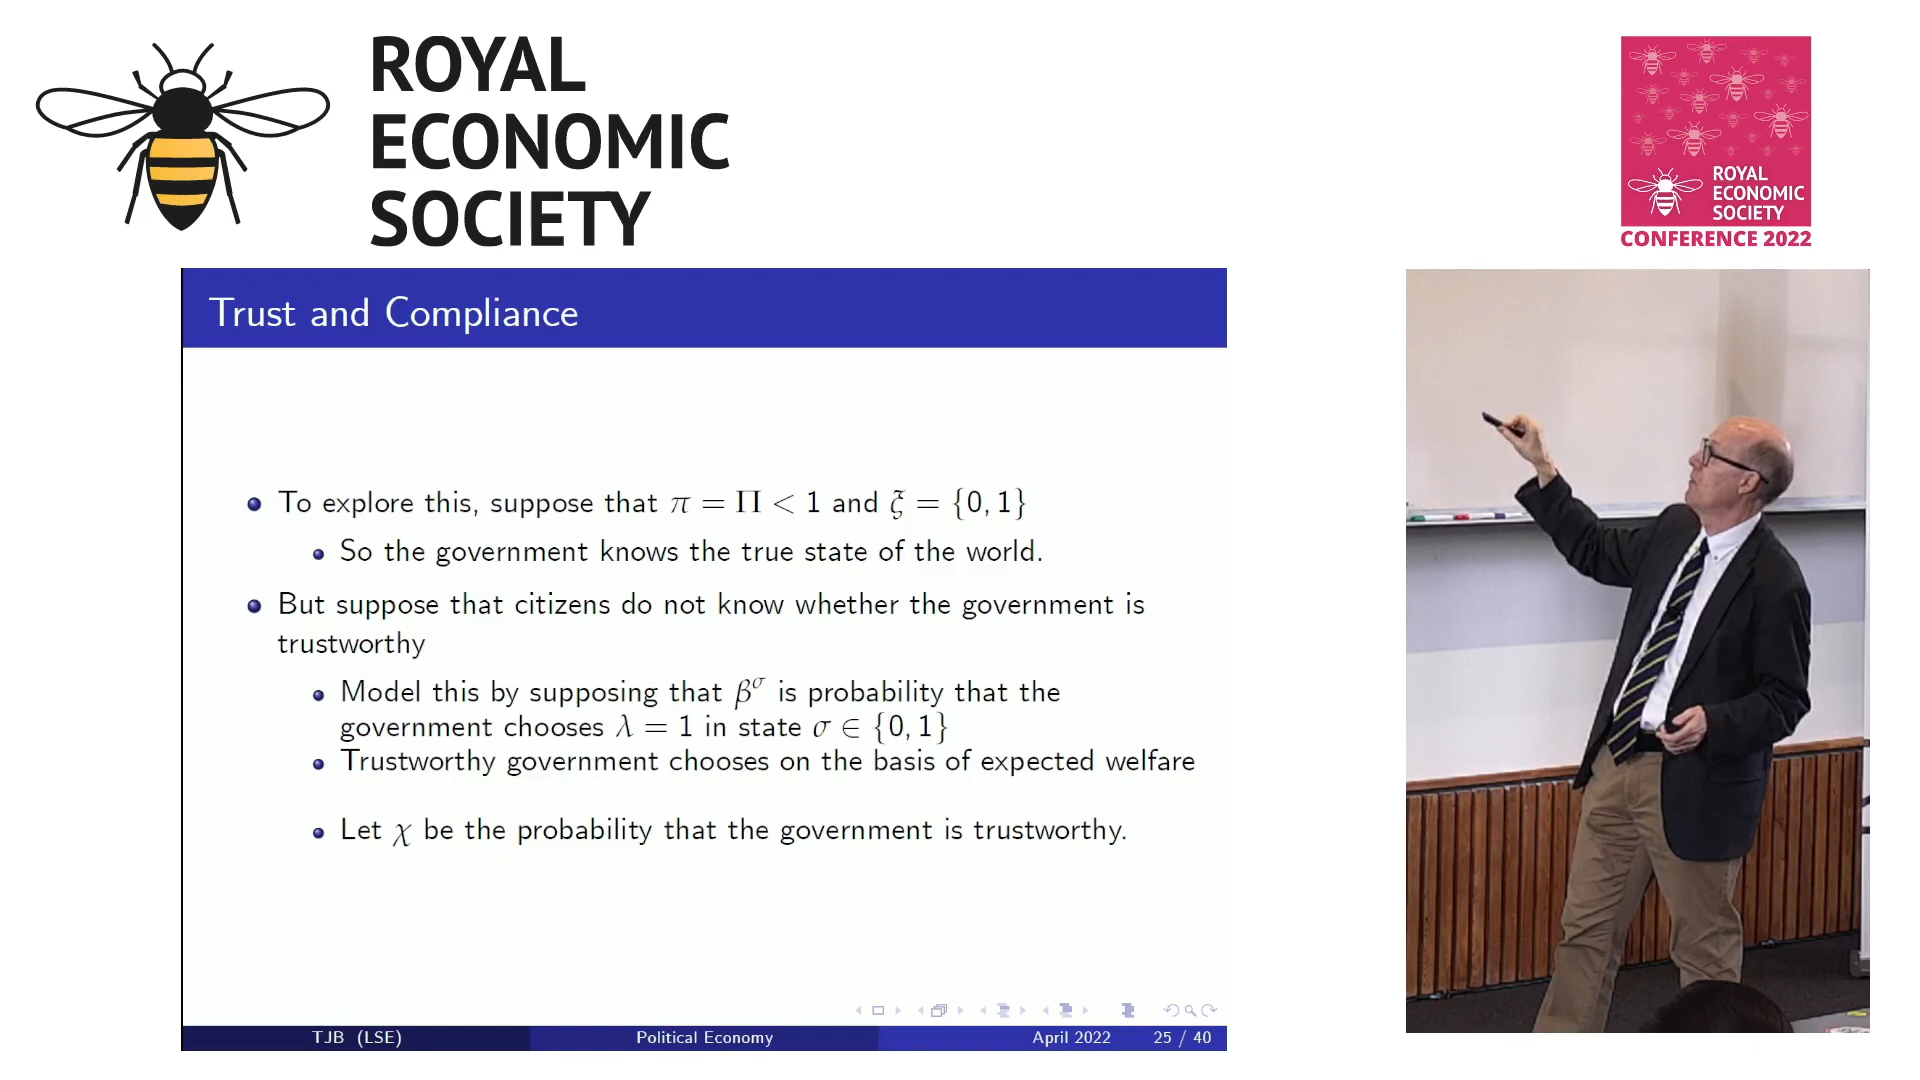 ROYAL
ECONOMIC
SOCIETY
ROYAL
ECONOMIC
SOCIETY
CONFERENCE 2022
Trust and Compliance
To explore this, suppose that π = Π < 1 and ξ = {0, 1}
So the government knows the true state of the world.
But suppose that citizens do not know whether the government is
trustworthy
Model this by supposing that β^σ is probability that the
government chooses λ = 1 in state σ ∈ {0, 1}
Trustworthy government chooses on the basis of expected welfare
Let χ be the probability that the government is trustworthy.
TJB (LSE)
Political Economy
April 2022
25 / 40